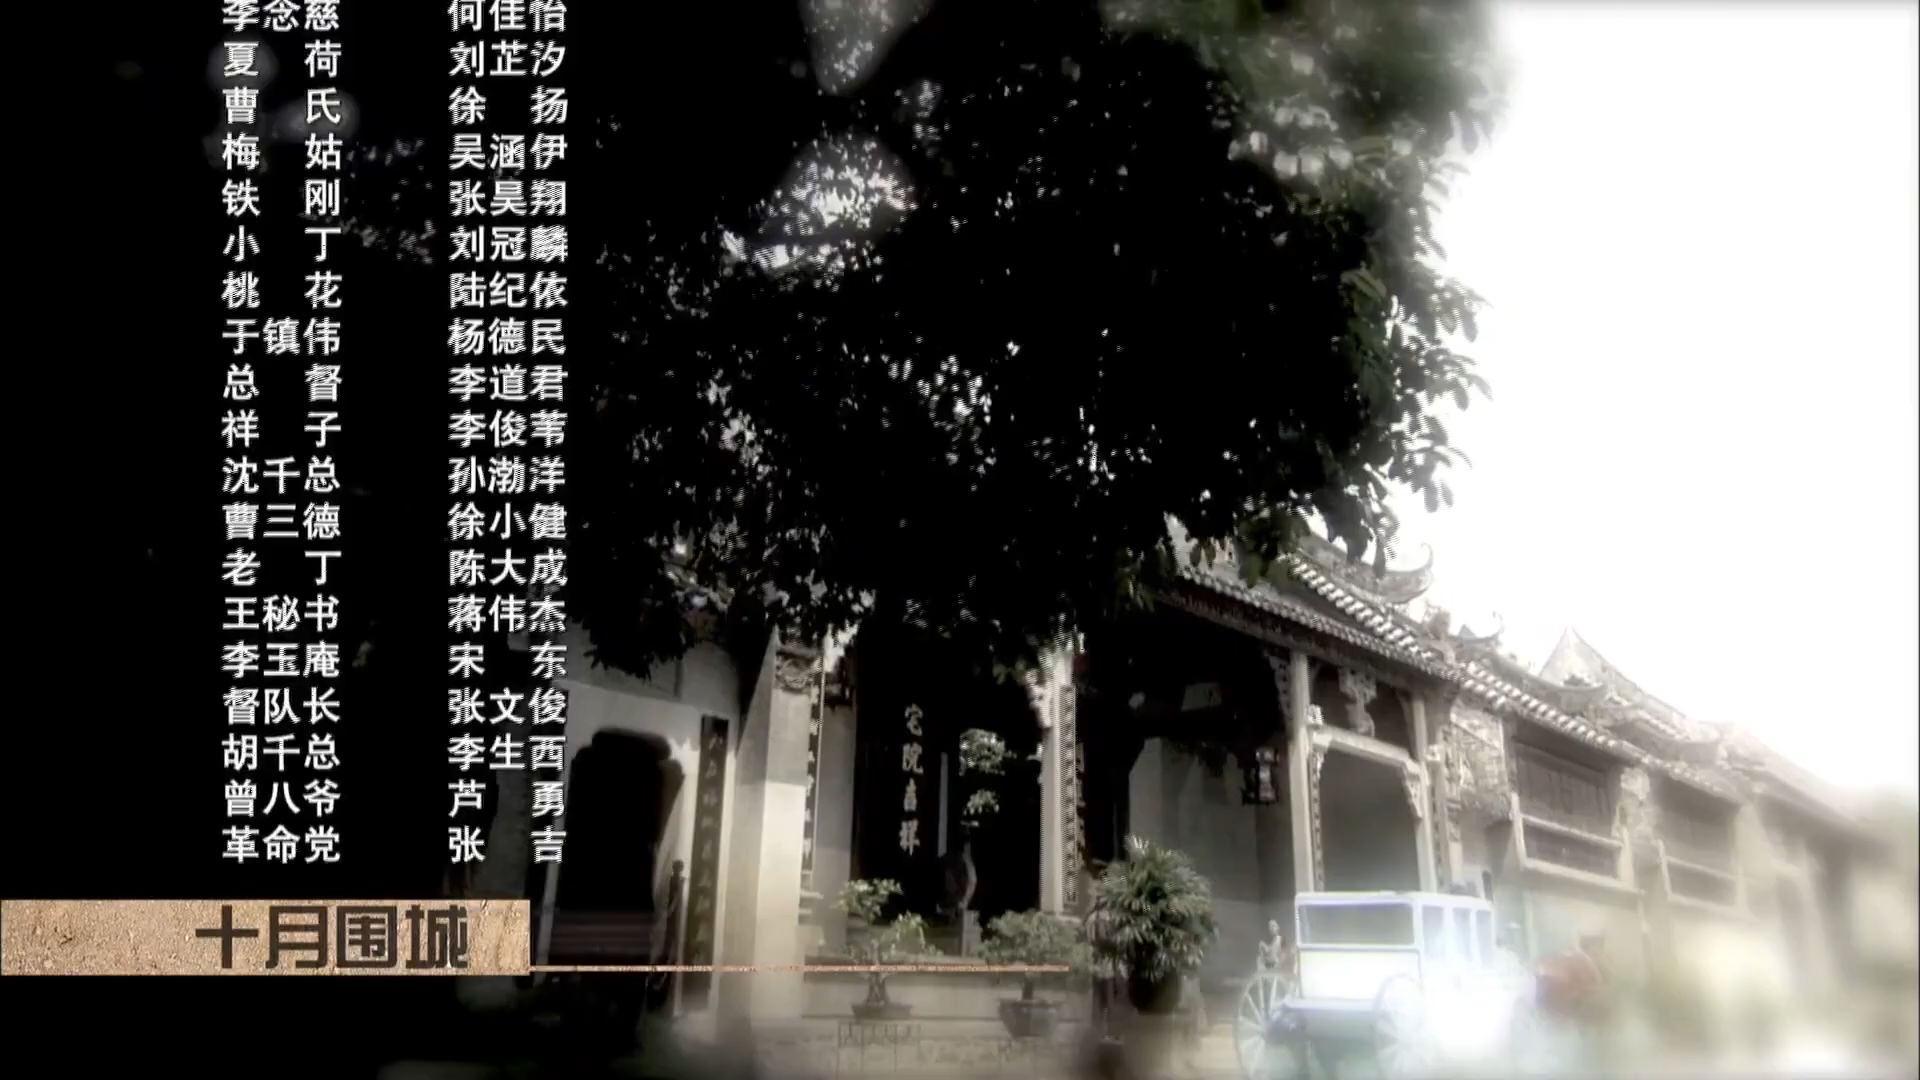 李念慈 何佳怡
夏荷 刘芷汐
曹氏 徐扬
梅姑 吴涵伊
铁刚 张昊翔
小丁 刘冠麟
桃花 陆纪依
于镇伟 杨德民
总督 李道君
祥子 李俊苇
沈千总 孙渤洋
曹三德 徐小健
老丁 陈大成
王秘书 蒋伟杰
李玉庵 宋东
督队长 张文俊
胡千总 李生西
曾八爷 芦勇
革命党 张吉
宅院吉祥
十月围城